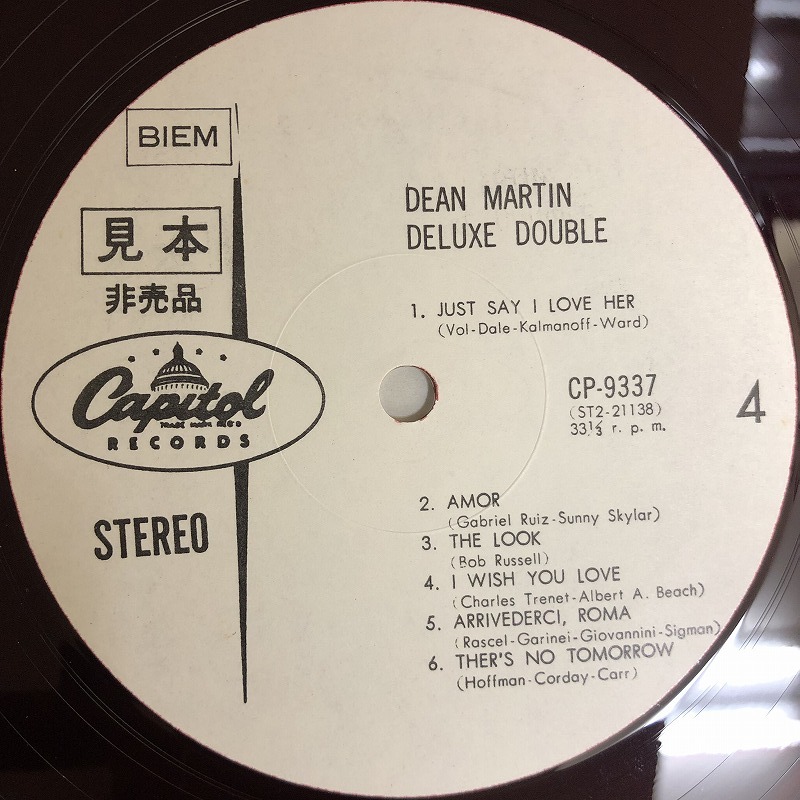 BIEM
見本
非売品
Capitol
TRADE MARK REG
RECORDS
STEREO
DEAN MARTIN
DELUXE DOUBLE
1. JUST SAY I LOVE HER
(Vol-Dale-Kalmanoff-Ward)
CP-9337
(ST2-21138)
33⅓ r. p. m.
4
2. AMOR
(Gabriel Ruiz-Sunny Skylar)
3. THE LOOK
(Bob Russell)
4. I WISH YOU LOVE
(Charles Trenet-Albert A. Beach)
5. ARRIVEDERCI, ROMA
(Rascel-Garinei-Giovannini-Sigman)
6. THER'S NO TOMORROW
(Hoffman-Corday-Carr)